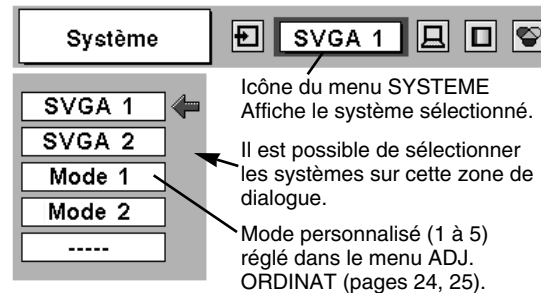 Système
SVGA 1
Icône du menu SYSTEME
Affiche le système sélectionné.
SVGA 1
SVGA 2
Mode 1
Mode 2
-----
Il est possible de sélectionner
les systèmes sur cette zone de
dialogue.
Mode personnalisé (1 à 5)
réglé dans le menu ADJ.
ORDINAT (pages 24, 25).